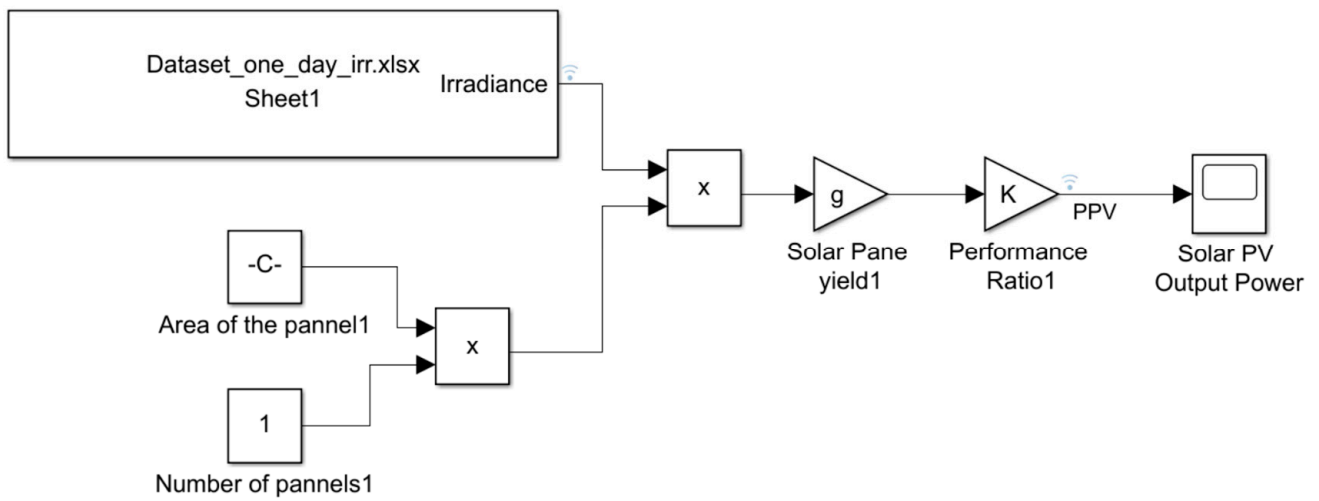 Dataset_one_day_irr.xlsx
Sheet1
Irradiance
x
g
K
PPV
Solar Pane
yield1
Performance
Ratio1
Solar PV
Output Power
-C-
Area of the pannel1
x
1
Number of pannels1